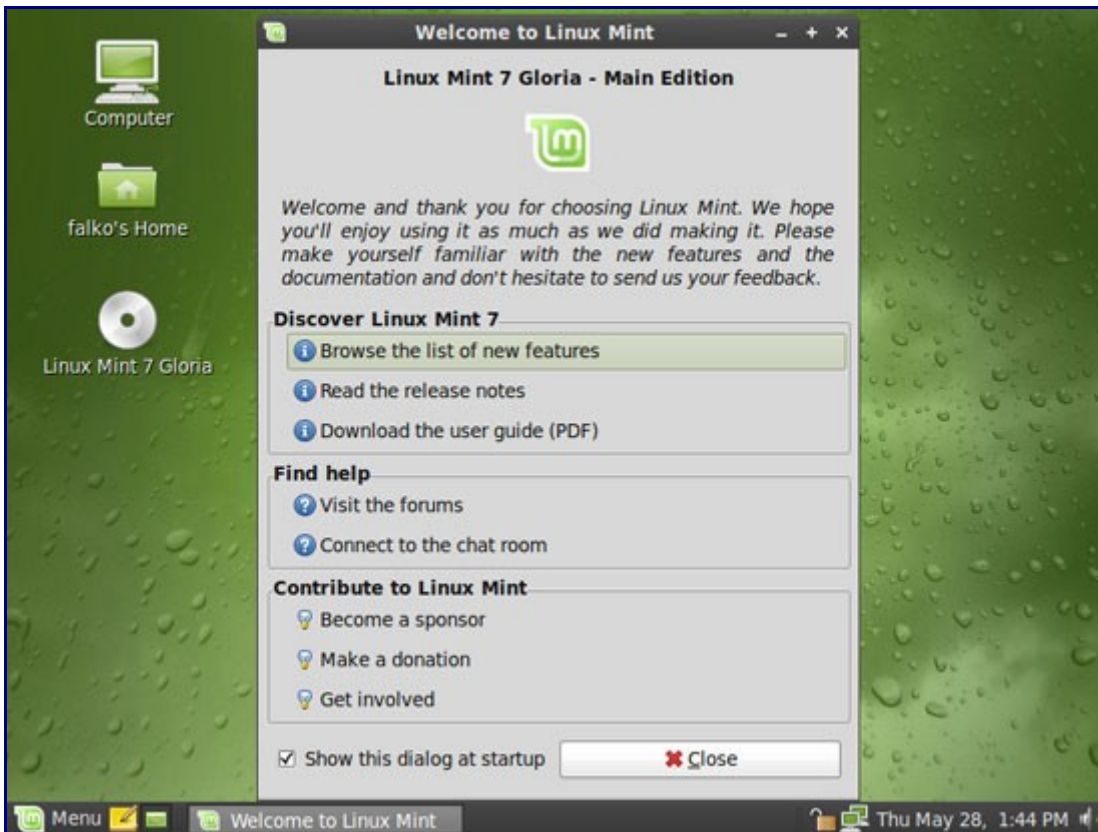 Welcome to Linux Mint
Linux Mint 7 Gloria - Main Edition
Computer
falko's Home
Linux Mint 7 Gloria
Welcome and thank you for choosing Linux Mint. We hope
you'll enjoy using it as much as we did making it. Please
make yourself familiar with the new features and the
documentation and don't hesitate to send us your feedback.
Discover Linux Mint 7
Browse the list of new features
Read the release notes
Download the user guide (PDF)
Find help
Visit the forums
Connect to the chat room
Contribute to Linux Mint
Become a sponsor
Make a donation
Get involved
Show this dialog at startup
Close
Menu
Welcome to Linux Mint
Thu May 28, 1:44 PM